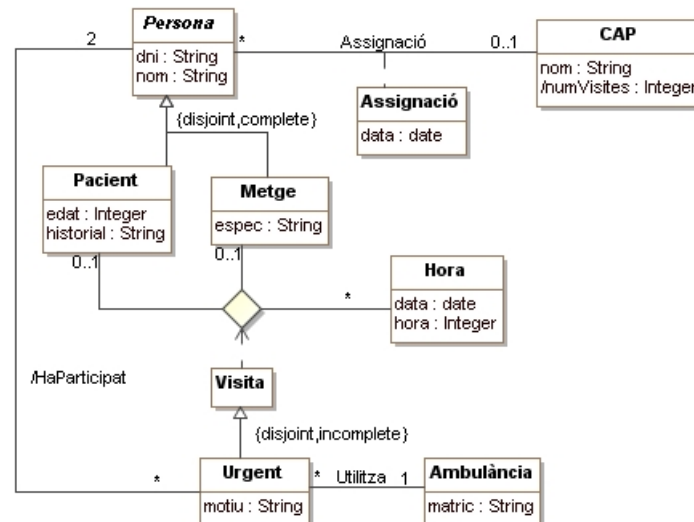 Persona
dni : String
nom : String
2
*
Assignació
0..1
CAP
nom : String
/numVisites : Integer
Assignació
data : date
{disjoint,complete}
Pacient
edat : Integer
historial : String
Metge
espec : String
0..1
0..1
*
Hora
data : date
hora : Integer
/HaParticipat
Visita
{disjoint,incomplete}
*
Urgent
motiu : String
*
Utilitza
1
Ambulància
matric : String